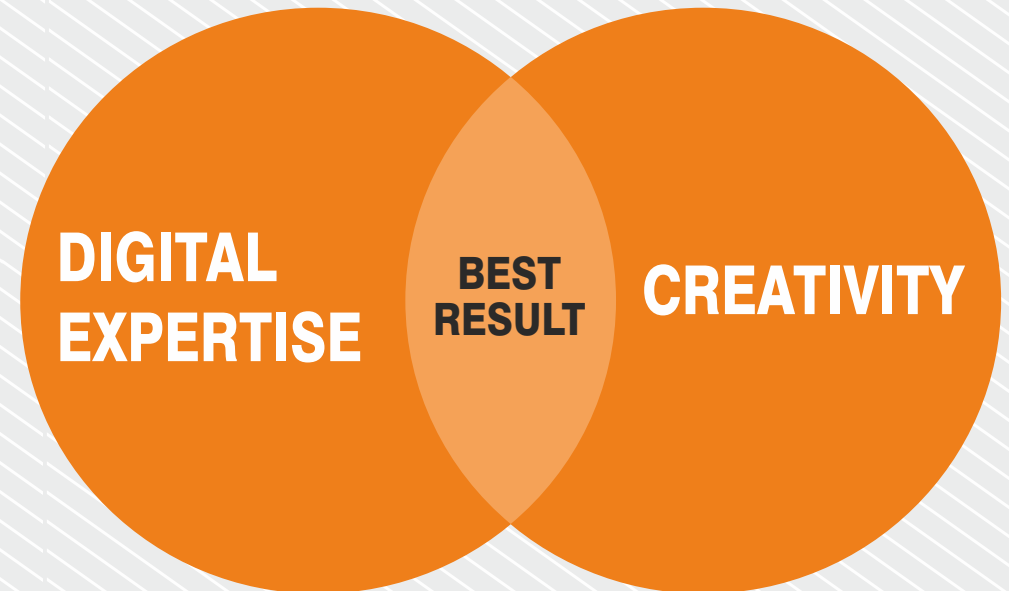 DIGITAL
EXPERTISE
BEST
RESULT
CREATIVITY